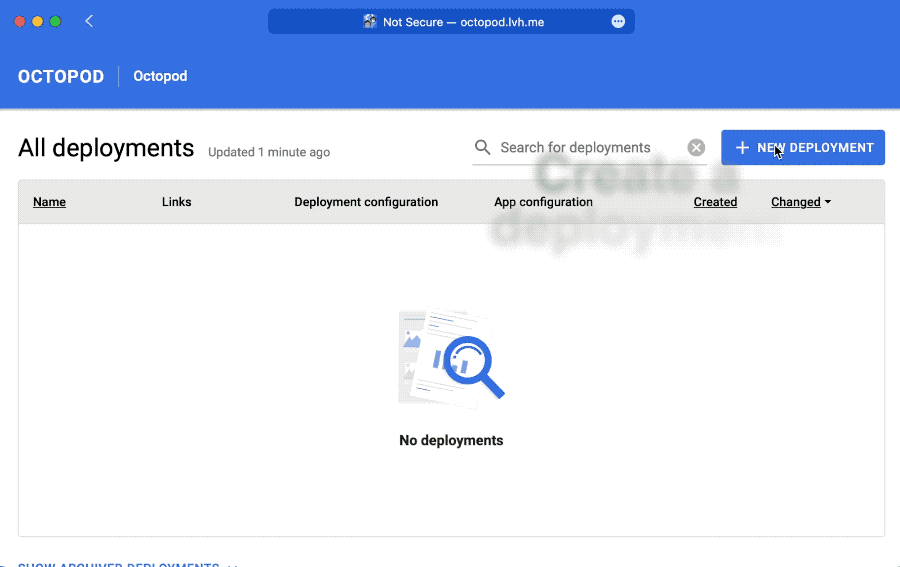 Not Secure — octopod.lvh.me
OCTOPOD
Octopod
All deployments
Updated 1 minute ago
Search for deployments
NEW DEPLOYMENT
Create a
deployment
Name
Links
Deployment configuration
App configuration
Created
Changed
No deployments
SHOW ARCHIVED DEPLOYMENTS